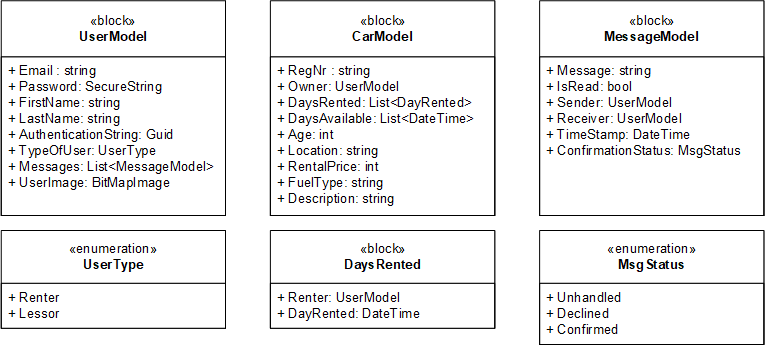 «block»
UserModel
+ Email : string
+ Password: SecureString
+ FirstName: string
+ LastName: string
+ AuthenticationString: Guid
+ TypeOfUser: UserType
+ Messages: List<MessageModel>
+ UserImage: BitMapImage
«block»
CarModel
+ RegNr : string
+ Owner: UserModel
+ DaysRented: List<DayRented>
+ DaysAvailable: List<DateTime>
+ Age: int
+ Location: string
+ RentalPrice: int
+ FuelType: string
+ Description: string
«block»
MessageModel
+ Message: string
+ IsRead: bool
+ Sender: UserModel
+ Receiver: UserModel
+ TimeStamp: DateTime
+ ConfirmationStatus: MsgStatus
«enumeration»
UserType
+ Renter
+ Lessor
«block»
DaysRented
+ Renter: UserModel
+ DayRented: DateTime
«enumeration»
MsgStatus
+ Unhandled
+ Declined
+ Confirmed